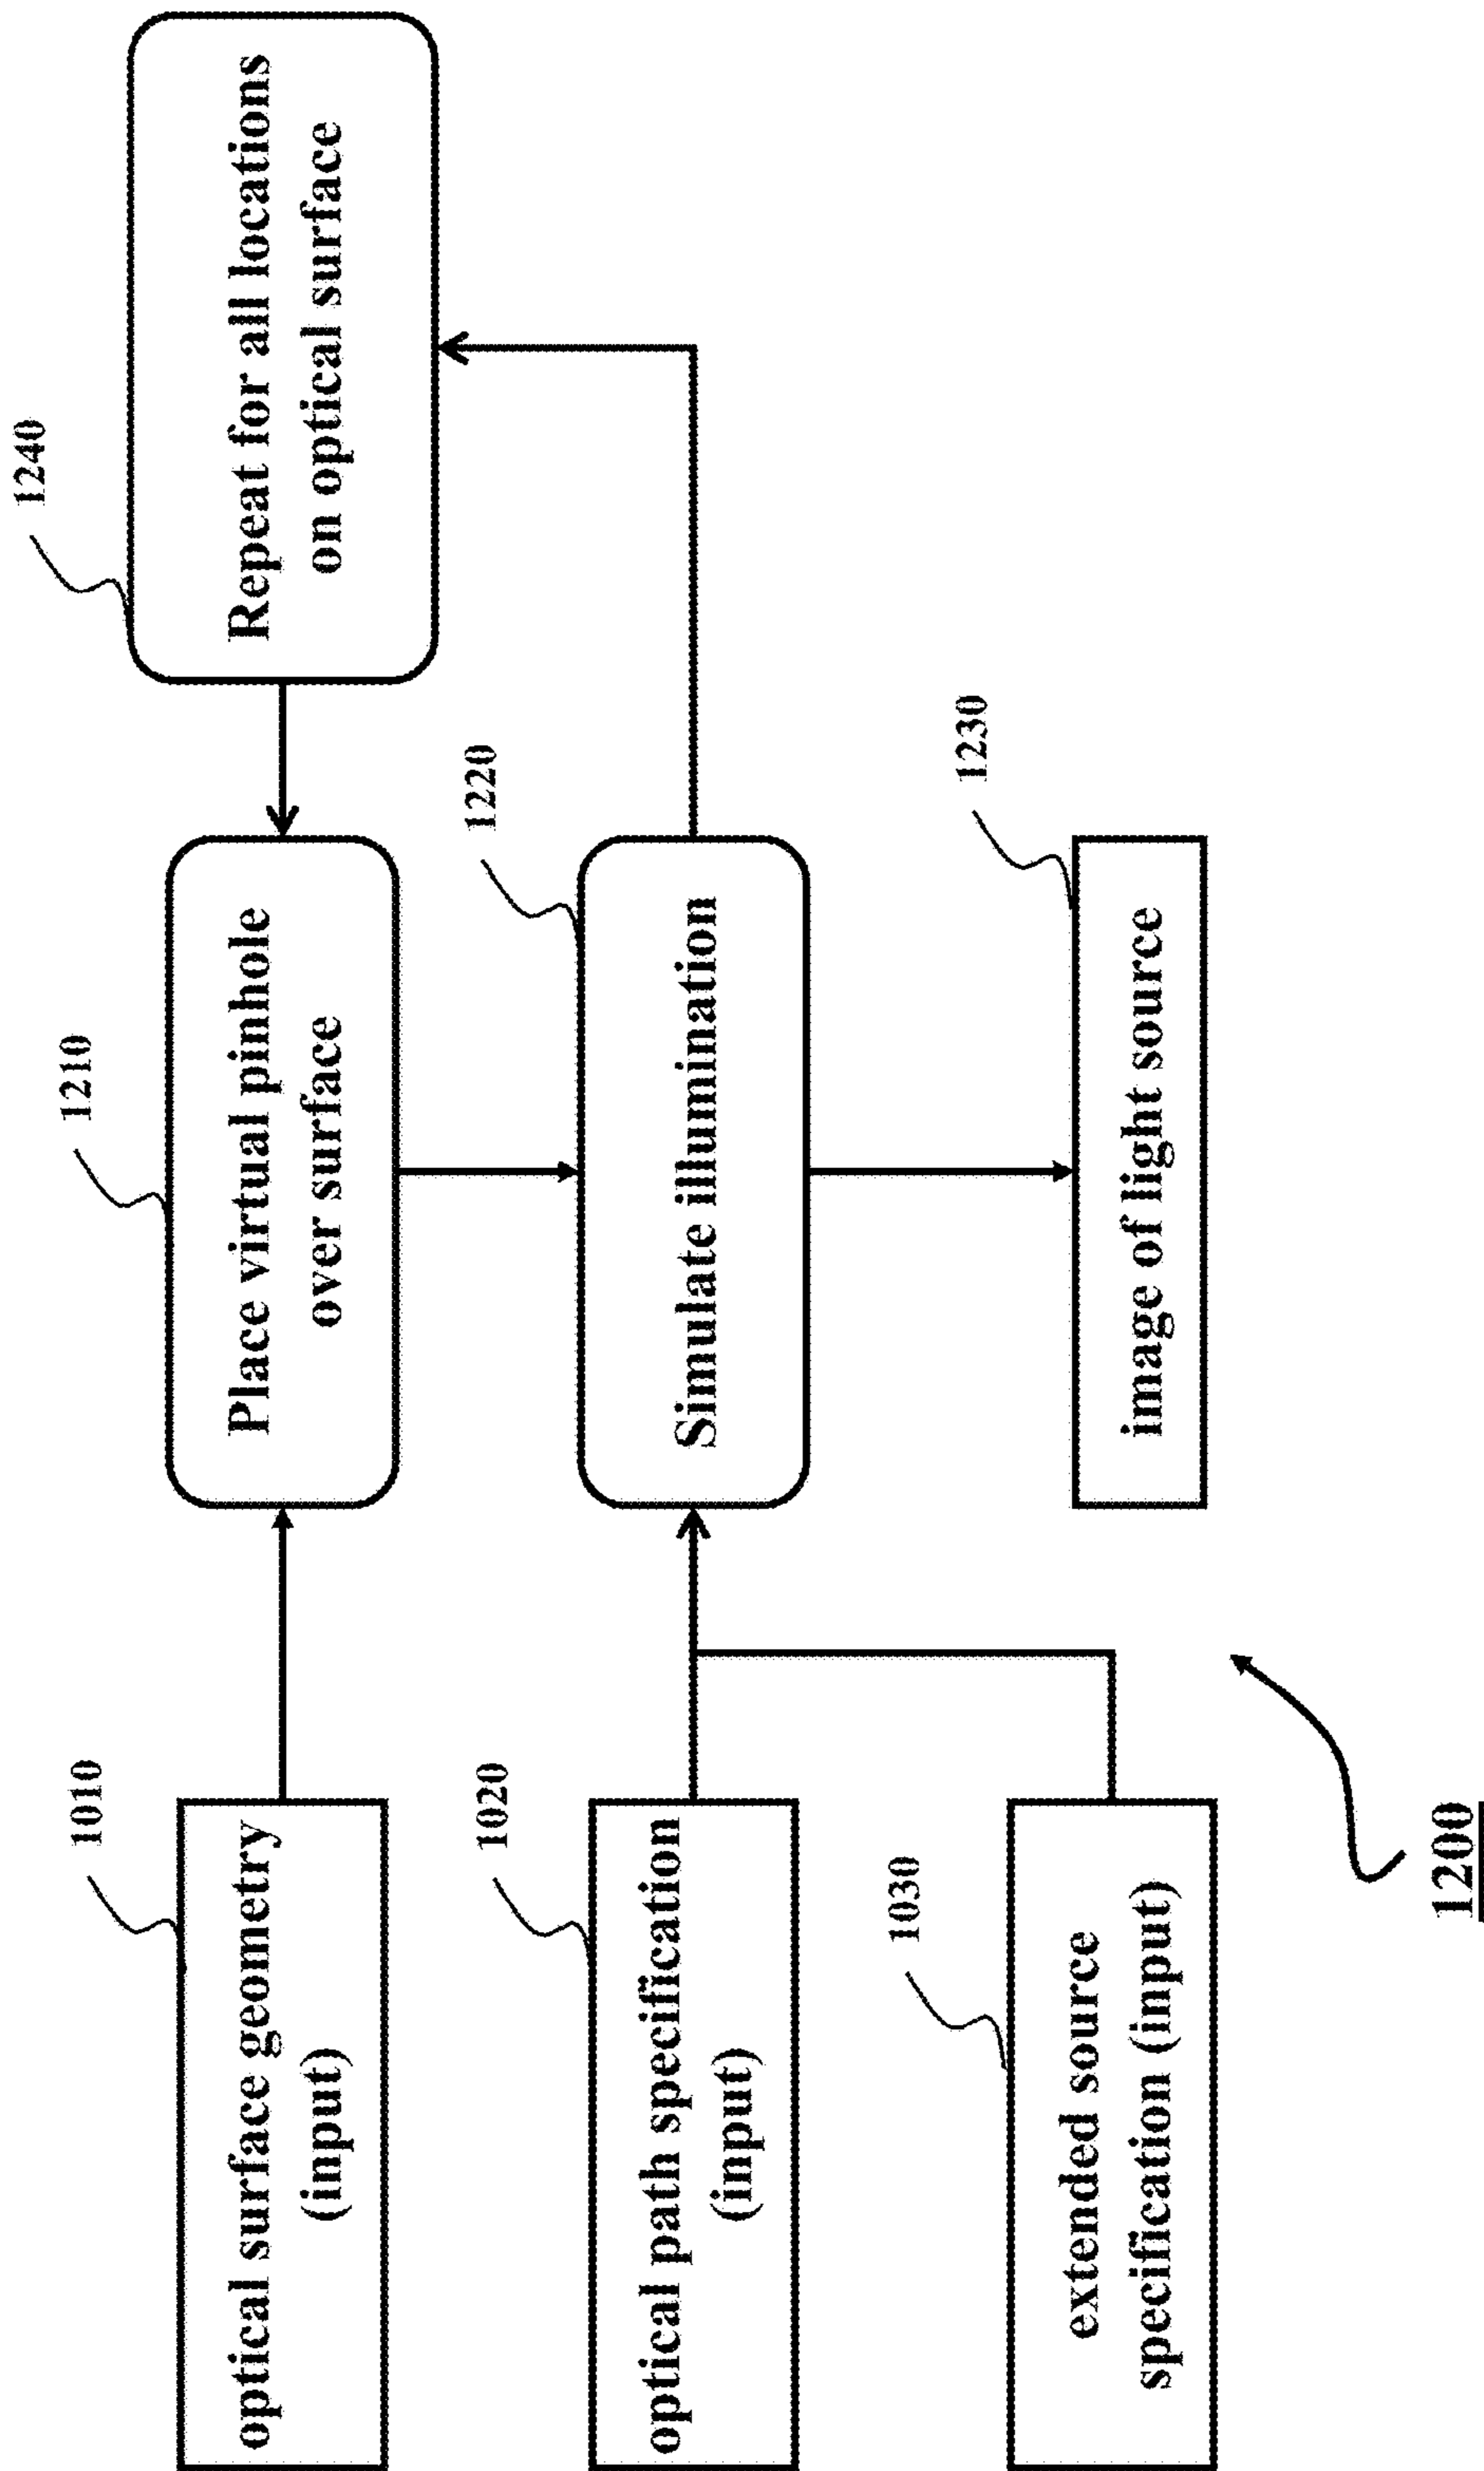 1010
optical surface geometry
(input)
1210
Place virtual pinhole
over surface
1240
Repeat for all locations
on optical surface
1020
optical path specification
(input)
1220
Simulate illumination
1030
extended source
specification (input)
1230
image of light source
1200